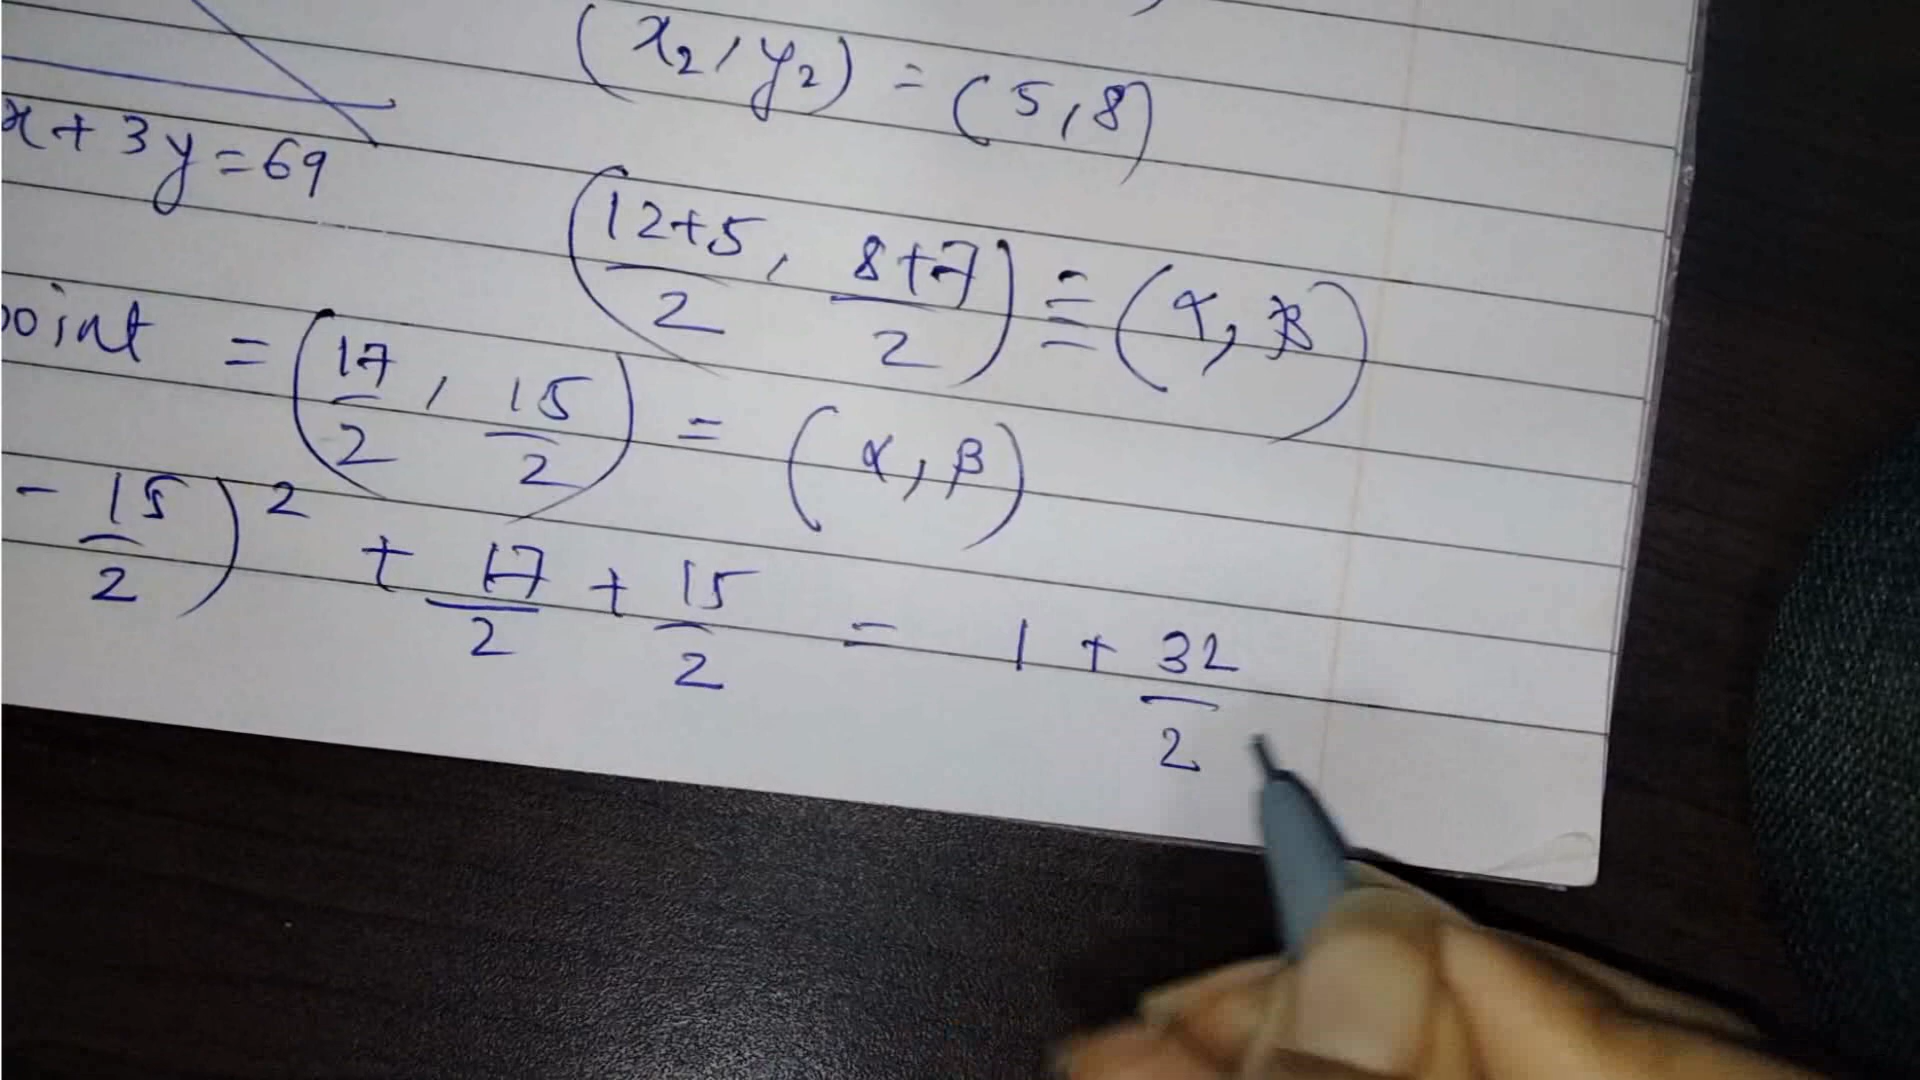 (x₂, y₂) = (5, 8)
x + 3y = 69
(12+5/2, 8+7/2) ≡ (α, β)
point = (17/2, 15/2) = (α, β)
- 15/2)² + 17/2 + 15/2 = 1 + 32/2